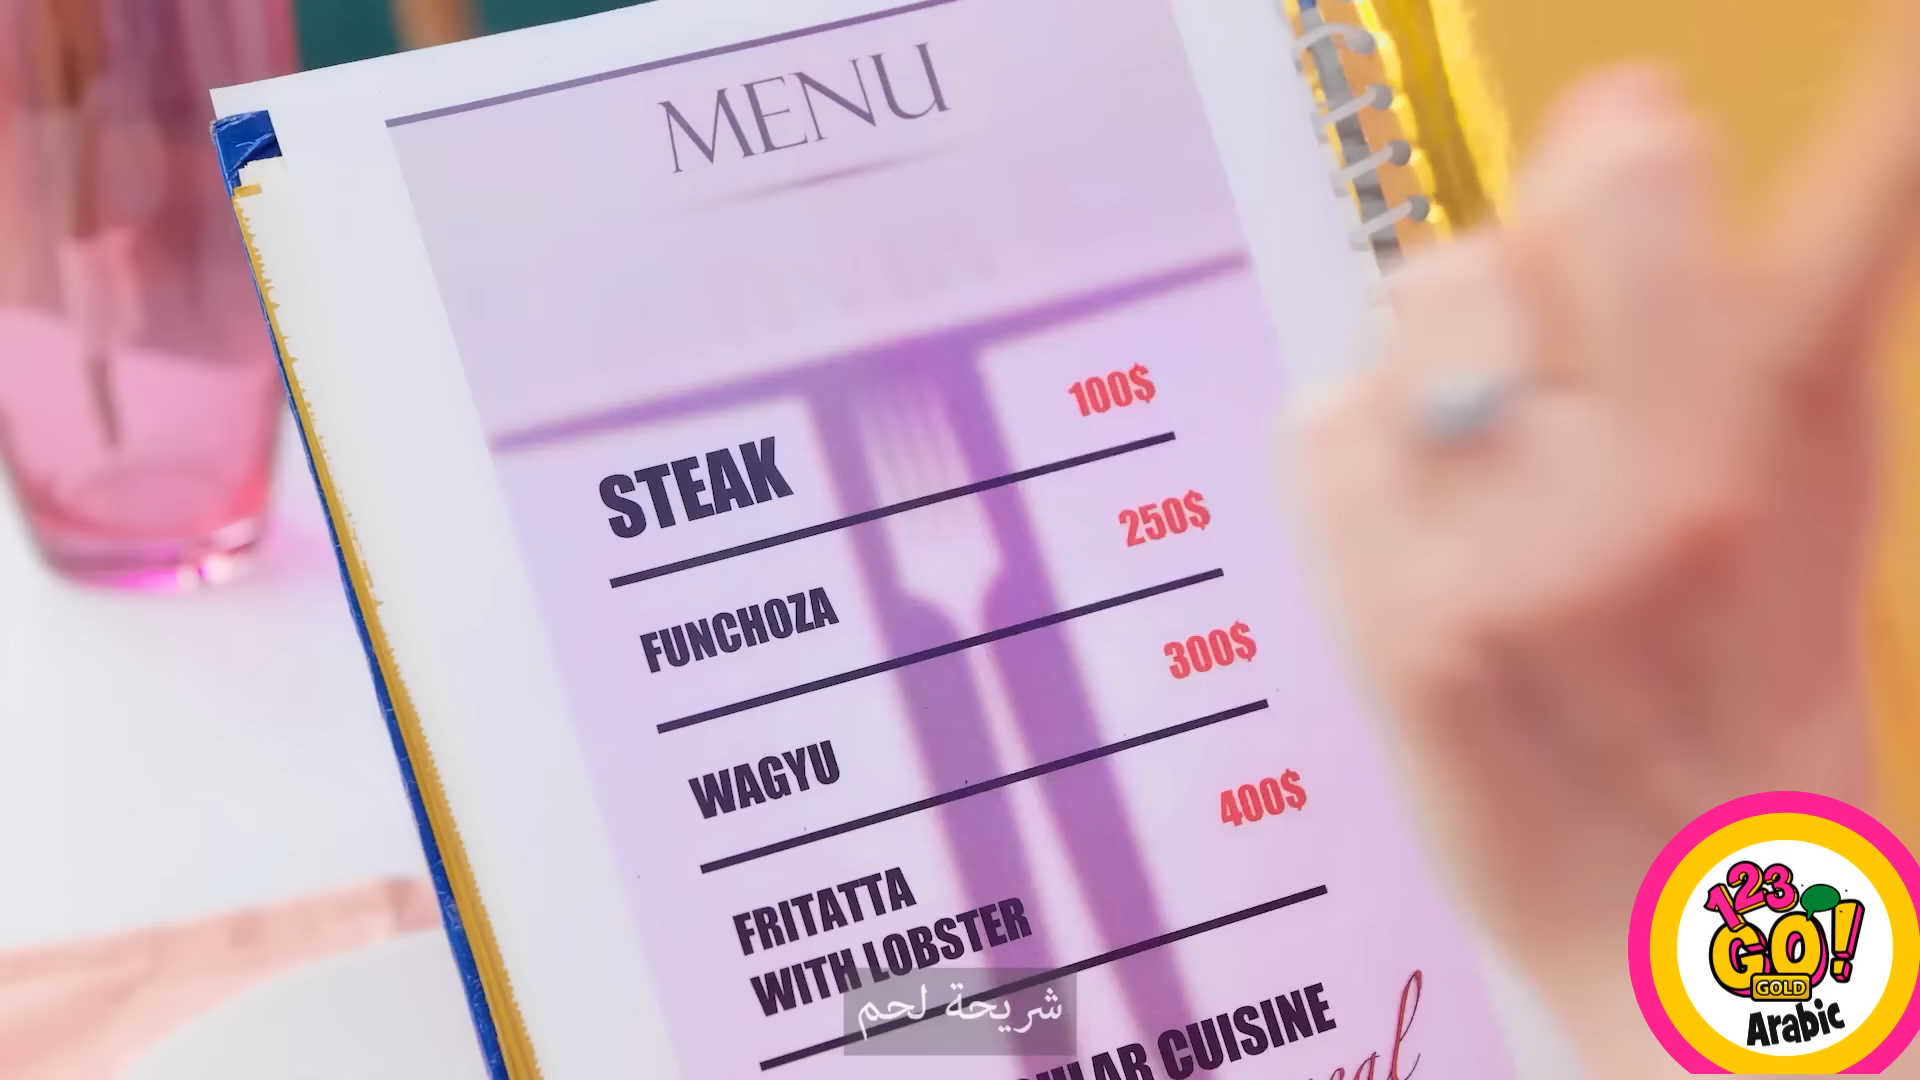 MENU
100$
STEAK
250$
FUNCHOZA
300$
WAGYU
400$
FRITATTA
WITH LOBSTER
شريحة لحم
CUISINE
123
GO!
GOLD
Arabic